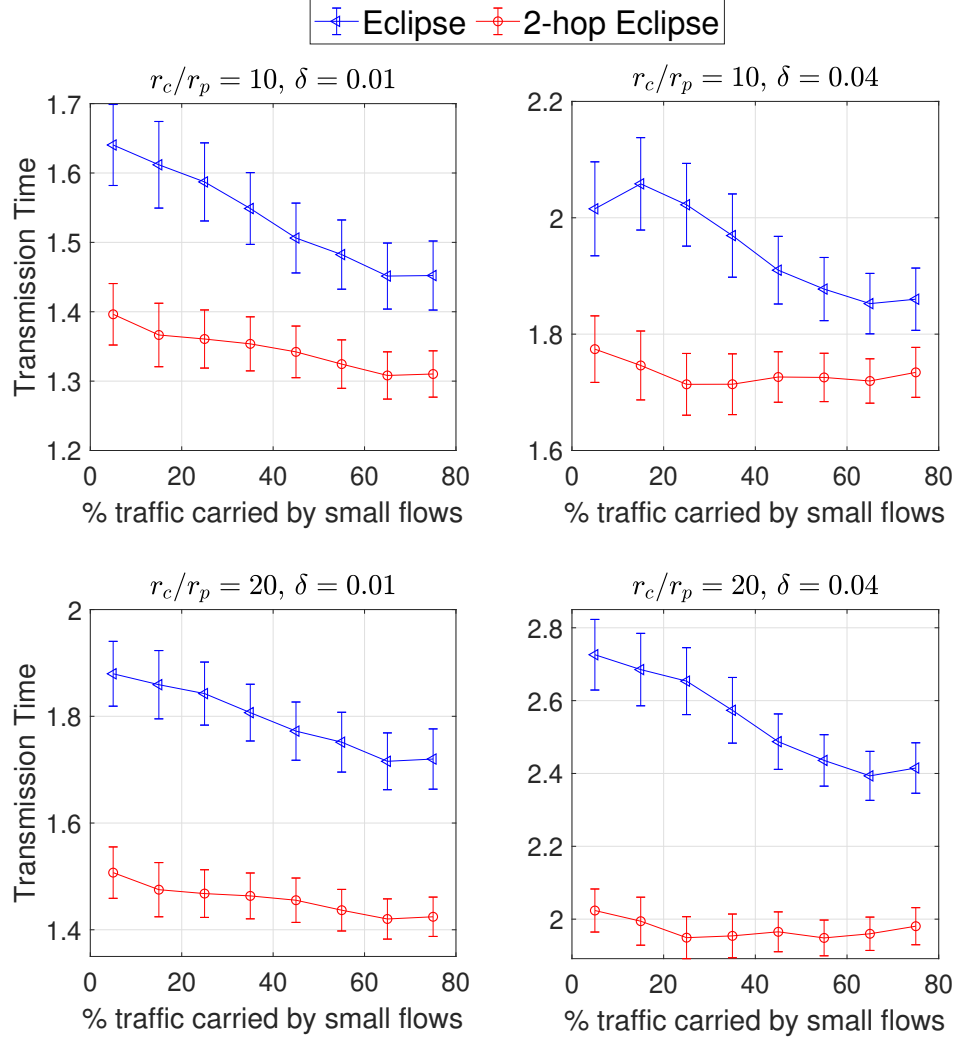 Eclipse 2-hop Eclipse
r_c/r_p = 10, δ = 0.01
1.7
1.6
1.5
1.4
1.3
1.2
0 20 40 60 80
Transmission Time
% traffic carried by small flows
r_c/r_p = 10, δ = 0.04
2.2
2
1.8
1.6
0 20 40 60 80
% traffic carried by small flows
r_c/r_p = 20, δ = 0.01
2
1.8
1.6
1.4
0 20 40 60 80
Transmission Time
% traffic carried by small flows
r_c/r_p = 20, δ = 0.04
2.8
2.6
2.4
2.2
2
0 20 40 60 80
% traffic carried by small flows